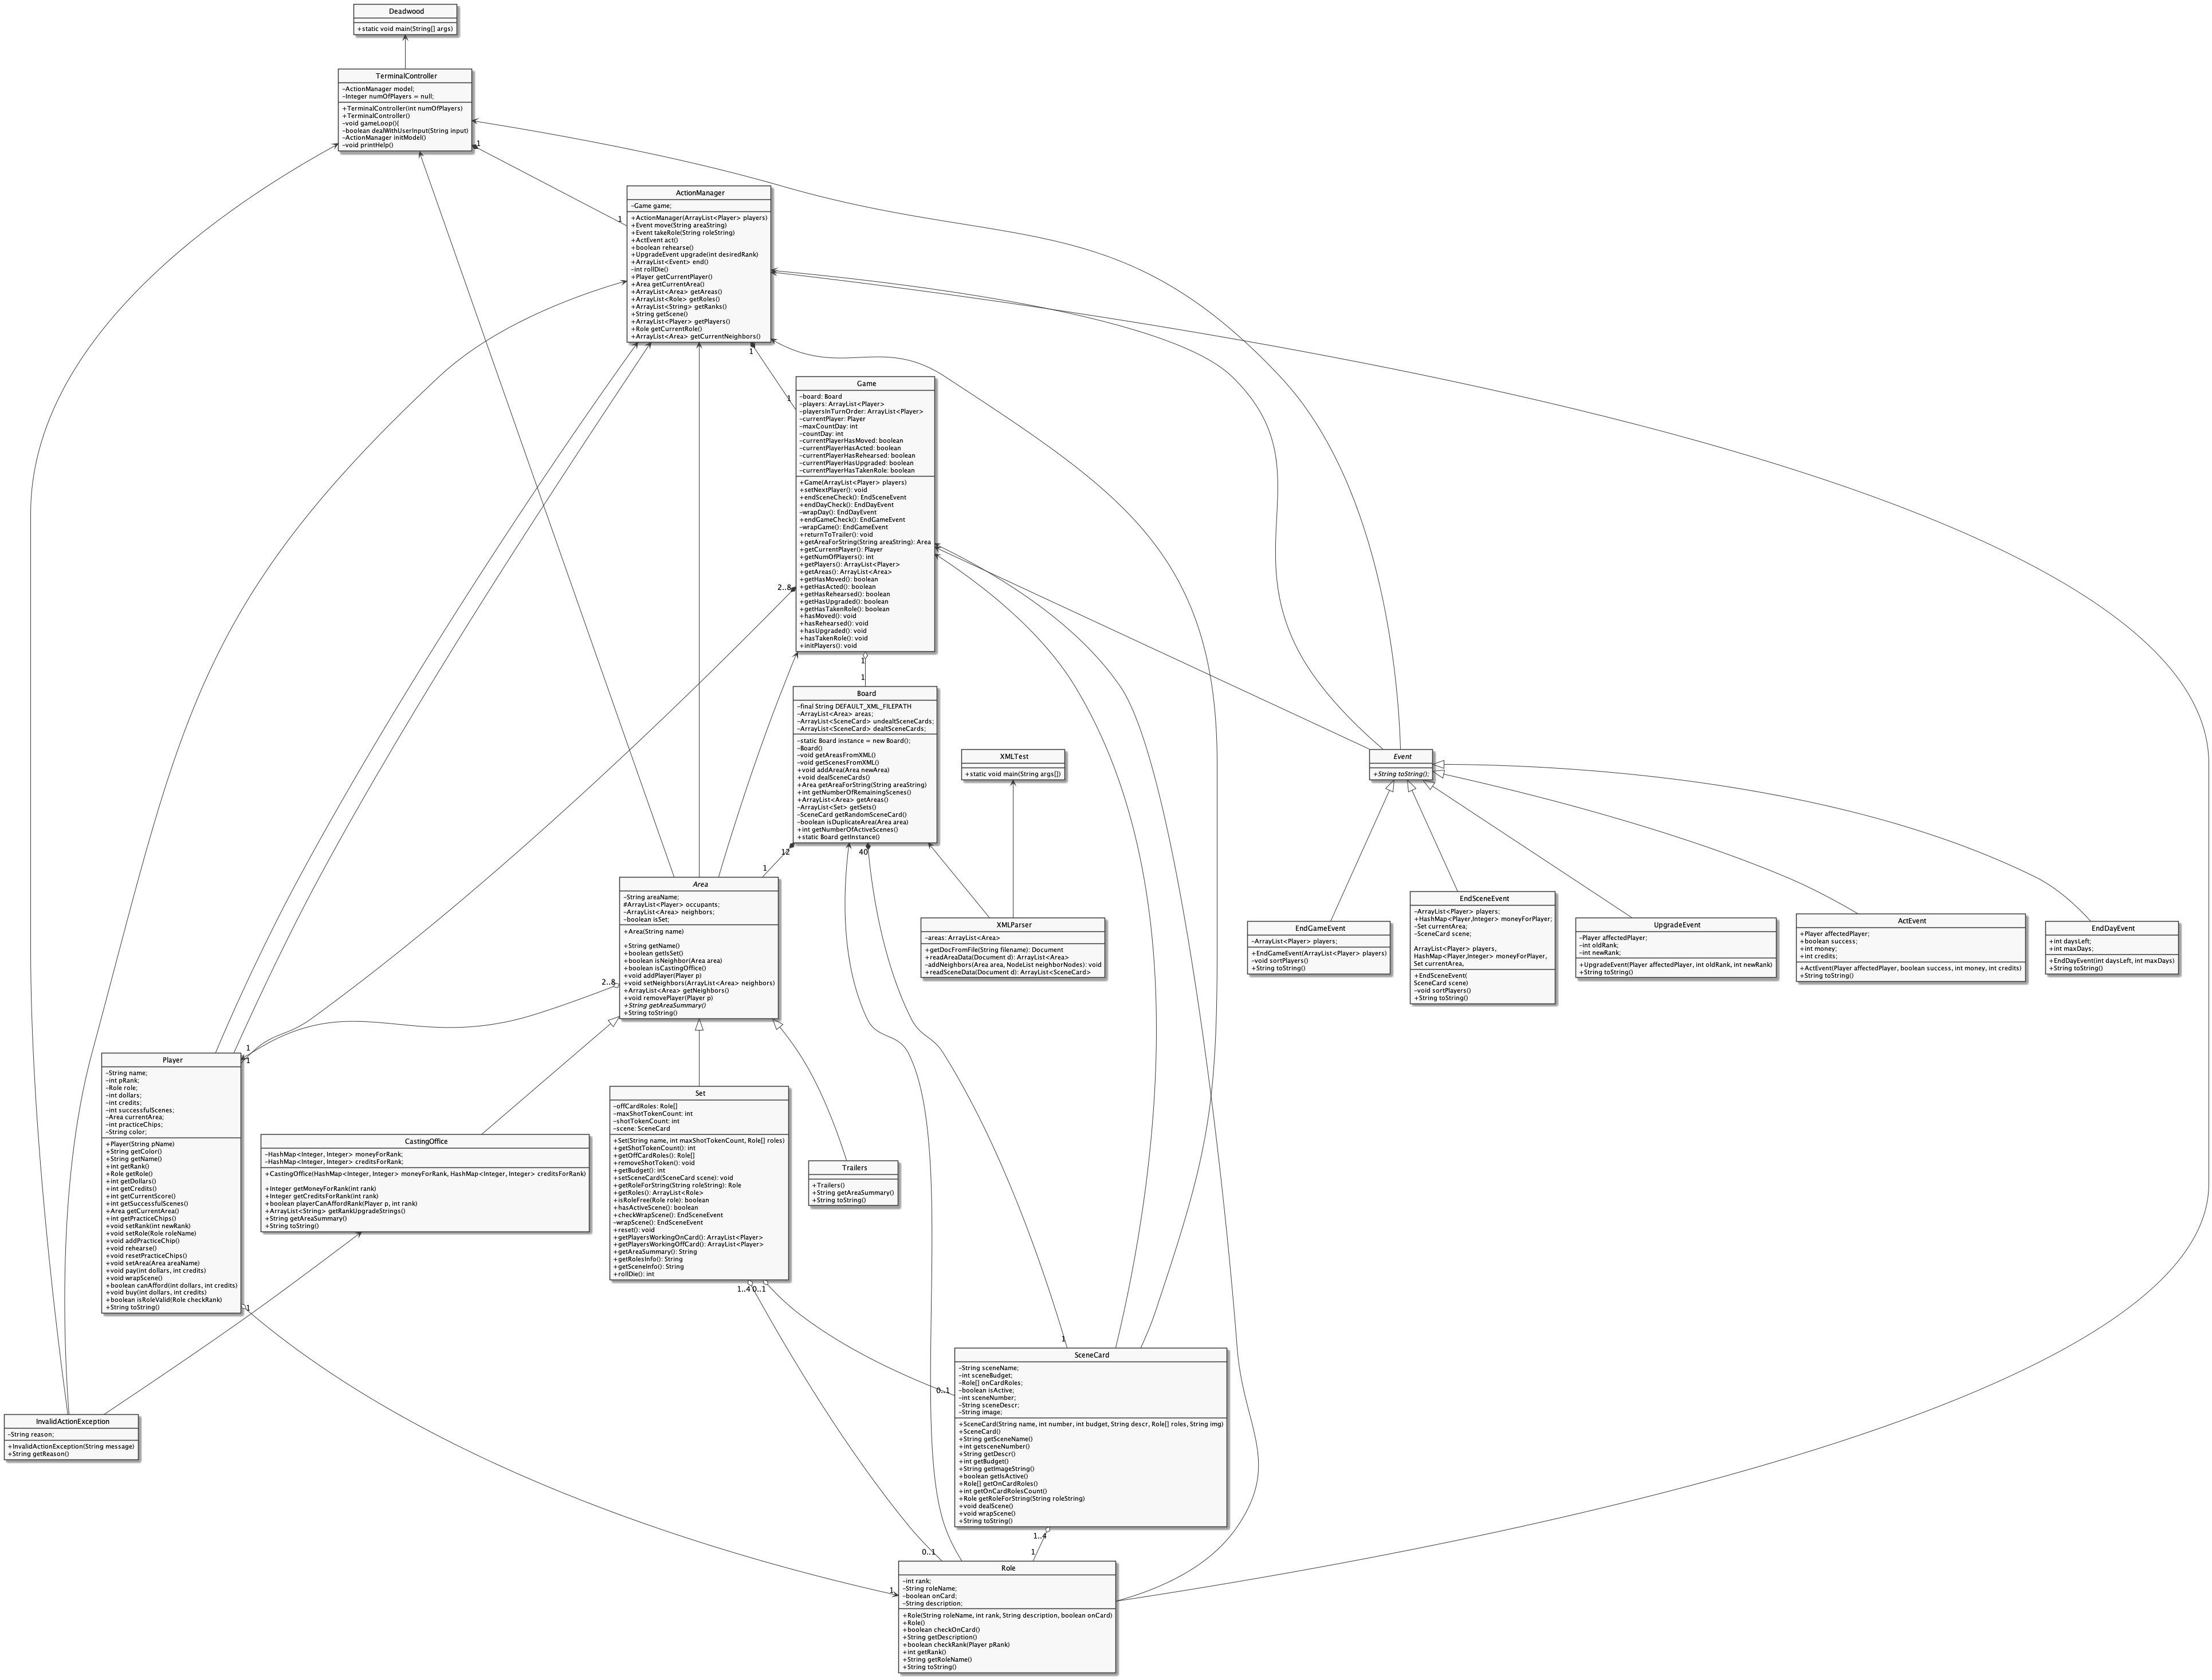 Deadwood
+static void main(String[] args)
TerminalController
-ActionManager model;
-Integer numOfPlayers = null;
+TerminalController(int numOfPlayers)
+TerminalController()
-void gameLoop(){
-boolean dealWithUserInput(String input)
-ActionManager initModel()
-void printHelp()
1
1
ActionManager
-Game game;
+ActionManager(ArrayList<Player> players)
+Event move(String areaString)
+Event takeRole(String roleString)
+ActEvent act()
+boolean rehearse()
+UpgradeEvent upgrade(int desiredRank)
+ArrayList<Event> end()
-int rollDie()
+Player getCurrentPlayer()
+Area getCurrentArea()
+ArrayList<Area> getAreas()
+ArrayList<Role> getRoles()
+ArrayList<String> getRanks()
+String getScene()
+ArrayList<Player> getPlayers()
+Role getCurrentRole()
+ArrayList<Area> getCurrentNeighbors()
1
1
Game
-board: Board
-players: ArrayList<Player>
-playersInTurnOrder: ArrayList<Player>
-currentPlayer: Player
-maxCountDay: int
-countDay: int
-currentPlayerHasMoved: boolean
-currentPlayerHasActed: boolean
-currentPlayerHasRehearsed: boolean
-currentPlayerHasUpgraded: boolean
-currentPlayerHasTakenRole: boolean
+Game(ArrayList<Player> players)
+setNextPlayer(): void
+endSceneCheck(): EndSceneEvent
+endDayCheck(): EndDayEvent
-wrapDay(): EndDayEvent
+endGameCheck(): EndGameEvent
-wrapGame(): EndGameEvent
+returnToTrailer(): void
+getAreaForString(String areaString): Area
+getCurrentPlayer(): Player
+getNumOfPlayers(): int
+getPlayers(): ArrayList<Player>
+getAreas(): ArrayList<Area>
+getHasMoved(): boolean
+getHasActed(): boolean
+getHasRehearsed(): boolean
+getHasUpgraded(): boolean
+getHasTakenRole(): boolean
+hasMoved(): void
+hasRehearsed(): void
+hasUpgraded(): void
+hasTakenRole(): void
+initPlayers(): void
2..8
1
1
Board
-final String DEFAULT_XML_FILEPATH
-ArrayList<Area> areas;
-ArrayList<SceneCard> undealtSceneCards;
-ArrayList<SceneCard> dealtSceneCards;
-static Board instance = new Board();
-Board()
-void getAreasFromXML()
-void getScenesFromXML()
+void addArea(Area newArea)
+void dealSceneCards()
+Area getAreaForString(String areaString)
+int getNumberOfRemainingScenes()
+ArrayList<Area> getAreas()
-ArrayList<Set> getSets()
-SceneCard getRandomSceneCard()
-boolean isDuplicateArea(Area area)
+int getNumberOfActiveScenes()
+static Board getInstance()
12
40
1
XMLTest
+static void main(String args[])
Event
+String toString();
Area
-String areaName;
#ArrayList<Player> occupants;
-ArrayList<Area> neighbors;
-boolean isSet;
+Area(String name)
+String getName()
+boolean getIsSet()
+boolean isNeighbor(Area area)
+boolean isCastingOffice()
+void addPlayer(Player p)
+void setNeighbors(ArrayList<Area> neighbors)
+ArrayList<Area> getNeighbors()
+void removePlayer(Player p)
+String getAreaSummary()
+String toString()
2..8
XMLParser
-areas: ArrayList<Area>
+getDocFromFile(String filename): Document
+readAreaData(Document d): ArrayList<Area>
-addNeighbors(Area area, NodeList neighborNodes): void
+readSceneData(Document d): ArrayList<SceneCard>
EndGameEvent
-ArrayList<Player> players;
+EndGameEvent(ArrayList<Player> players)
-void sortPlayers()
+String toString()
EndSceneEvent
-ArrayList<Player> players;
+HashMap<Player,Integer> moneyForPlayer;
-Set currentArea;
-SceneCard scene;
ArrayList<Player> players,
HashMap<Player,Integer> moneyForPlayer,
Set currentArea,
+EndSceneEvent(
SceneCard scene)
-void sortPlayers()
+String toString()
UpgradeEvent
-Player affectedPlayer;
-int oldRank;
-int newRank;
+UpgradeEvent(Player affectedPlayer, int oldRank, int newRank)
+String toString()
ActEvent
+Player affectedPlayer;
+boolean success;
+int money;
+int credits;
+ActEvent(Player affectedPlayer, boolean success, int money, int credits)
+String toString()
EndDayEvent
+int daysLeft;
+int maxDays;
+EndDayEvent(int daysLeft, int maxDays)
+String toString()
1
1
Player
-String name;
-int pRank;
-Role role;
-int dollars;
-int credits;
-int successfulScenes;
-Area currentArea;
-int practiceChips;
-String color;
+Player(String pName)
+String getColor()
+String getName()
+int getRank()
+Role getRole()
+int getDollars()
+int getCredits()
+int getCurrentScore()
+int getSuccessfulScenes()
+Area getCurrentArea()
+int getPracticeChips()
+void setRank(int newRank)
+void setRole(Role roleName)
+void addPracticeChip()
+void rehearse()
+void resetPracticeChips()
+void setArea(Area areaName)
+void pay(int dollars, int credits)
+void wrapScene()
+boolean canAfford(int dollars, int credits)
+void buy(int dollars, int credits)
+boolean isRoleValid(Role checkRank)
+String toString()
1
CastingOffice
-HashMap<Integer, Integer> moneyForRank;
-HashMap<Integer, Integer> creditsForRank;
+CastingOffice(HashMap<Integer, Integer> moneyForRank, HashMap<Integer, Integer> creditsForRank)
+Integer getMoneyForRank(int rank)
+Integer getCreditsForRank(int rank)
+boolean playerCanAffordRank(Player p, int rank)
+ArrayList<String> getRankUpgradeStrings()
+String getAreaSummary()
+String toString()
Set
-offCardRoles: Role[]
-maxShotTokenCount: int
-shotTokenCount: int
-scene: SceneCard
+Set(String name, int maxShotTokenCount, Role[] roles)
+getShotTokenCount(): int
+getOffCardRoles(): Role[]
+removeShotToken(): void
+getBudget(): int
+setSceneCard(SceneCard scene): void
+getRoleForString(String roleString): Role
+getRoles(): ArrayList<Role>
+isRoleFree(Role role): boolean
+hasActiveScene(): boolean
+checkWrapScene(): EndSceneEvent
-wrapScene(): EndSceneEvent
+reset(): void
+getPlayersWorkingOnCard(): ArrayList<Player>
+getPlayersWorkingOffCard(): ArrayList<Player>
+getAreaSummary(): String
+getRolesInfo(): String
+getSceneInfo(): String
+rollDie(): int
1..4
0..1
Trailers
+Trailers()
+String getAreaSummary()
+String toString()
1
0..1
SceneCard
-String sceneName;
-int sceneBudget;
-Role[] onCardRoles;
-boolean isActive;
-int sceneNumber;
-String sceneDescr;
-String image;
+SceneCard(String name, int number, int budget, String descr, Role[] roles, String img)
+SceneCard()
+String getSceneName()
+int getsceneNumber()
+String getDescr()
+int getBudget()
+String getImageString()
+boolean getIsActive()
+Role[] getOnCardRoles()
+int getOnCardRolesCount()
+Role getRoleForString(String roleString)
+void dealScene()
+void wrapScene()
+String toString()
1..4
InvalidActionException
-String reason;
+InvalidActionException(String message)
+String getReason()
0..1
1
1
Role
-int rank;
-String roleName;
-boolean onCard;
-String description;
+Role(String roleName, int rank, String description, boolean onCard)
+Role()
+boolean checkOnCard()
+String getDescription()
+boolean checkRank(Player pRank)
+int getRank()
+String getRoleName()
+String toString()